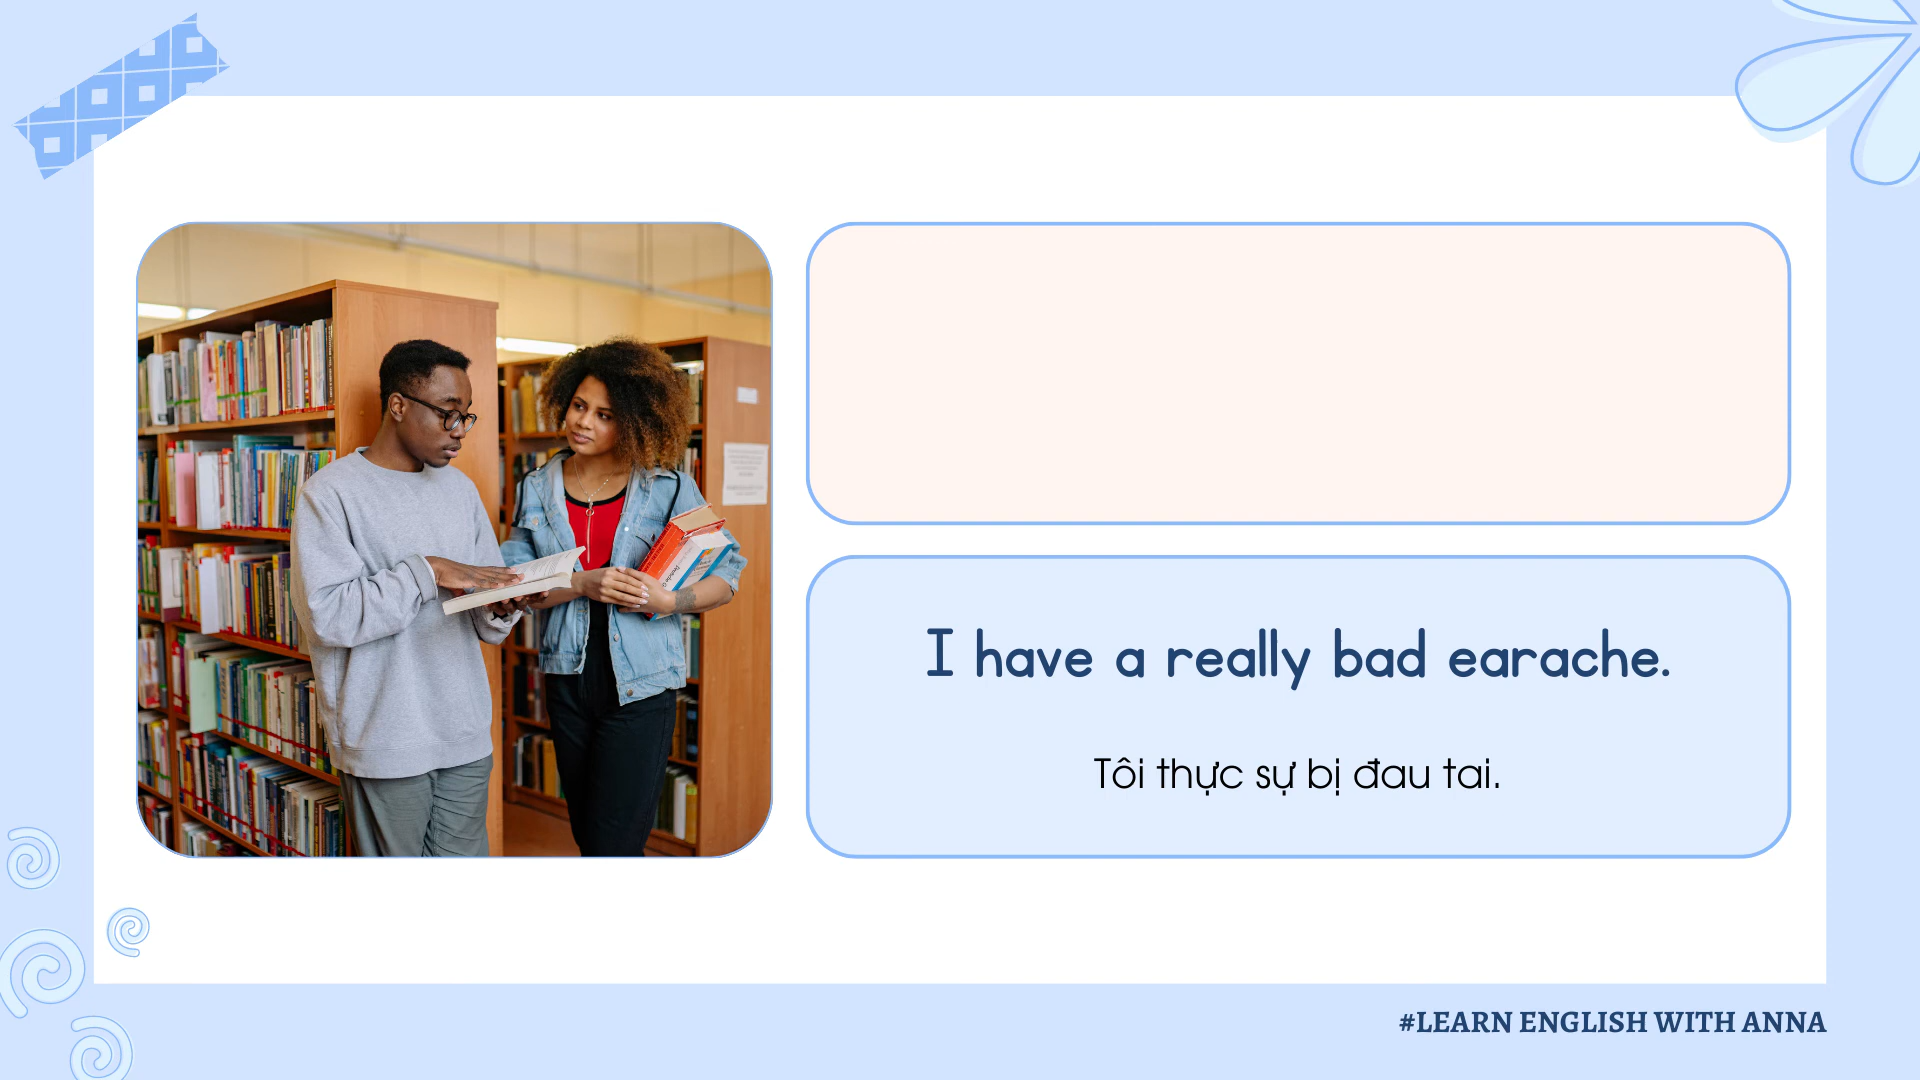 I have a really bad earache.
Tôi thực sự bị đau tai.
#LEARN ENGLISH WITH ANNA